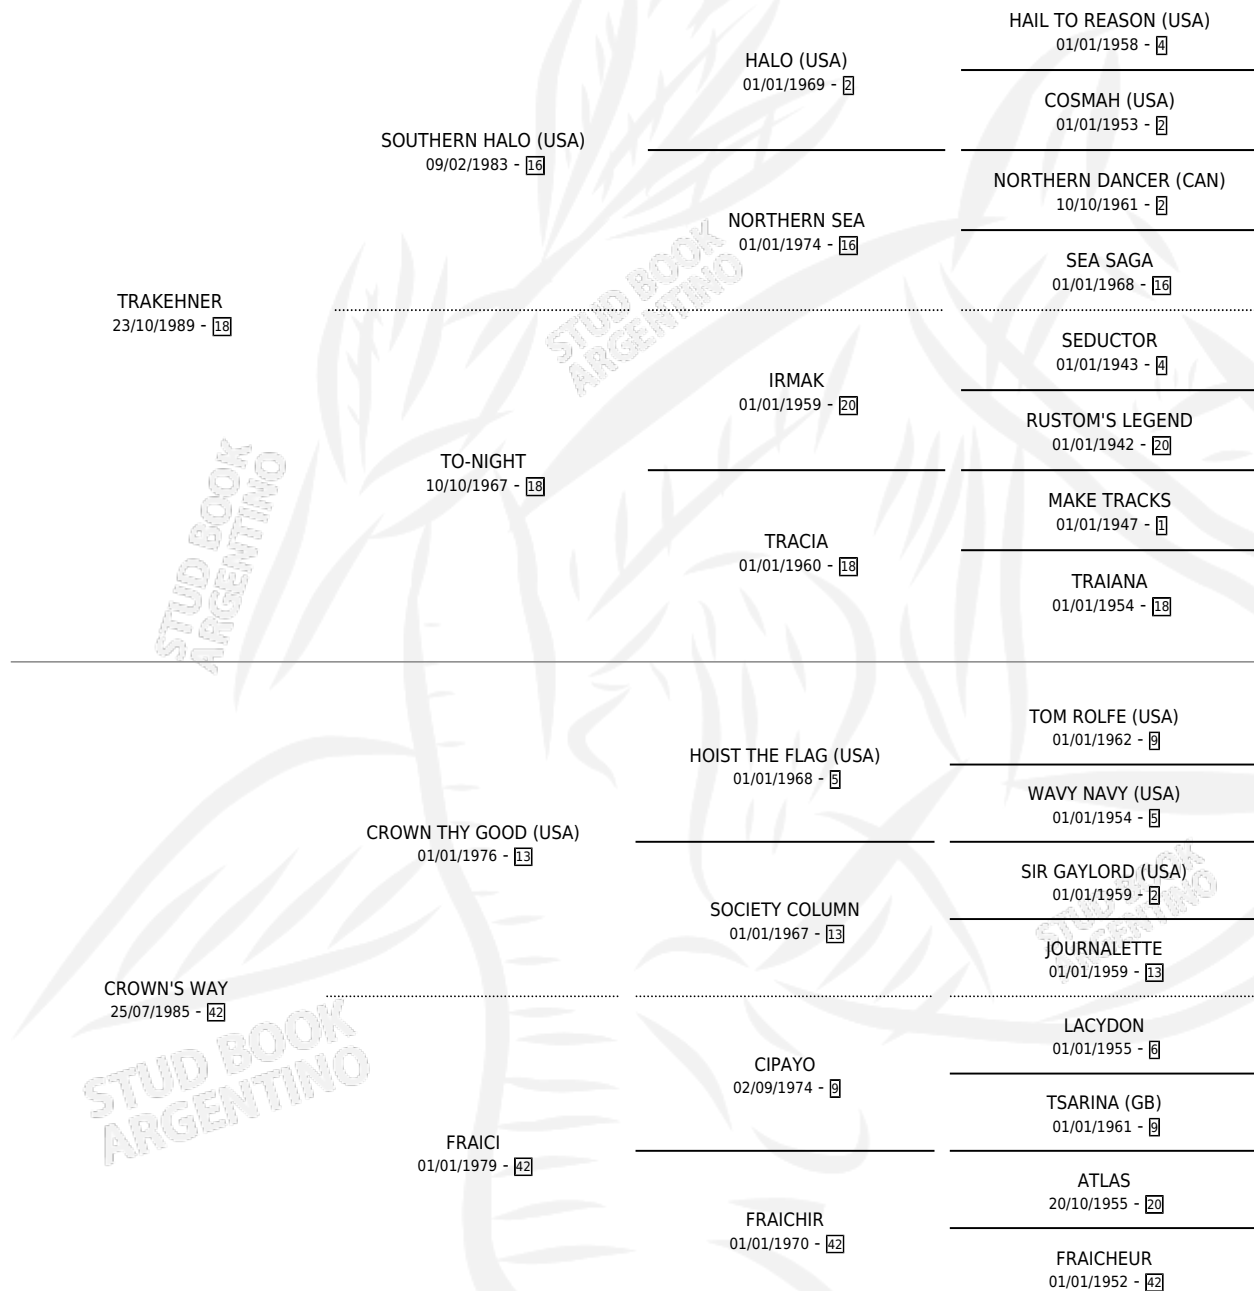 HAIL TO REASON (USA)
01/01/1958 - 4
HALO (USA)
01/01/1969 - 2
COSMAH (USA)
01/01/1953 - 2
SOUTHERN HALO (USA)
09/02/1983 - 16
NORTHERN DANCER (CAN)
10/10/1961 - 2
NORTHERN SEA
01/01/1974 - 16
SEA SAGA
01/01/1968 - 16
TRAKEHNER
23/10/1989 - 18
STUD BOOK
ARGENTINO
SEDUCTOR
01/01/1943 - 4
IRMAK
01/01/1959 - 20
RUSTOM'S LEGEND
01/01/1942 - 20
TO-NIGHT
10/10/1967 - 18
MAKE TRACKS
01/01/1947 - 1
TRACIA
01/01/1960 - 18
TRAIANA
01/01/1954 - 18
STUD BOOK
ARGENTINO
TOM ROLFE (USA)
01/01/1962 - 9
HOIST THE FLAG (USA)
01/01/1968 - 5
WAVY NAVY (USA)
01/01/1954 - 5
CROWN THY GOOD (USA)
01/01/1976 - 13
SIR GAYLORD (USA)
01/01/1959 - 2
SOCIETY COLUMN
01/01/1967 - 13
STUD BOOK
ARGENTINO
JOURNALETTE
01/01/1959 - 13
CROWN'S WAY
25/07/1985 - 42
LACYDON
01/01/1955 - 6
CIPAYO
02/09/1974 - 9
STUD BOOK
ARGENTINO
TSARINA (GB)
01/01/1961 - 9
FRAICI
01/01/1979 - 42
ATLAS
20/10/1955 - 20
FRAICHIR
01/01/1970 - 42
FRAICHEUR
01/01/1952 - 42